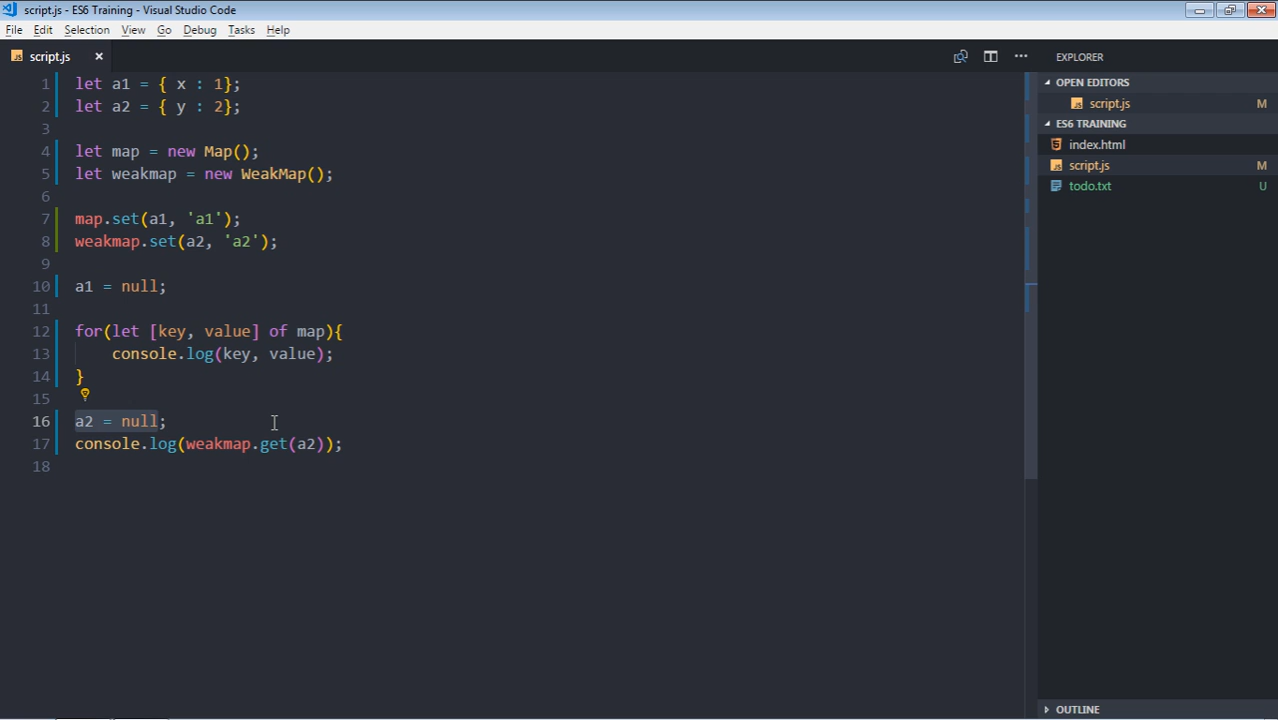 script.js - ES6 Training - Visual Studio Code
File Edit Selection View Go Debug Tasks Help
script.js
EXPLORER
OPEN EDITORS
script.js M
ES6 TRAINING
index.html
script.js M
todo.txt U
1 let a1 = { x : 1};
2 let a2 = { y : 2};
3
4 let map = new Map();
5 let weakmap = new WeakMap();
6
7 map.set(a1, 'a1');
8 weakmap.set(a2, 'a2');
9
10 a1 = null;
11
12 for(let [key, value] of map){
13 console.log(key, value);
14 }
15
16 a2 = null;
17 console.log(weakmap.get(a2));
18
OUTLINE